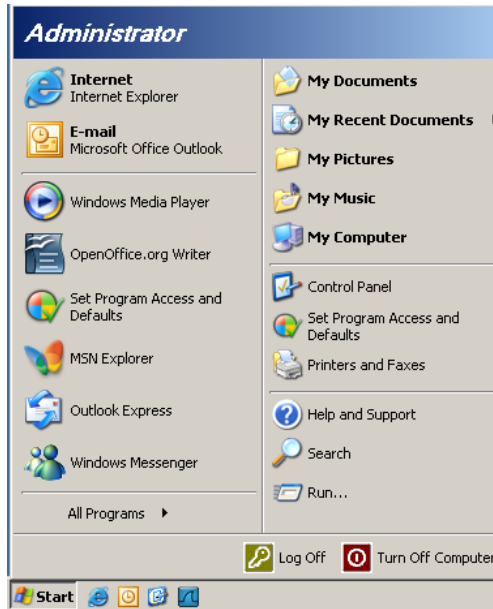 Administrator
Internet
Internet Explorer
E-mail
Microsoft Office Outlook
Windows Media Player
OpenOffice.org Writer
Set Program Access and
Defaults
MSN Explorer
Outlook Express
Windows Messenger
All Programs
My Documents
My Recent Documents
My Pictures
My Music
My Computer
Control Panel
Set Program Access and
Defaults
Printers and Faxes
Help and Support
Search
Run...
Log Off
Turn Off Computer
Start